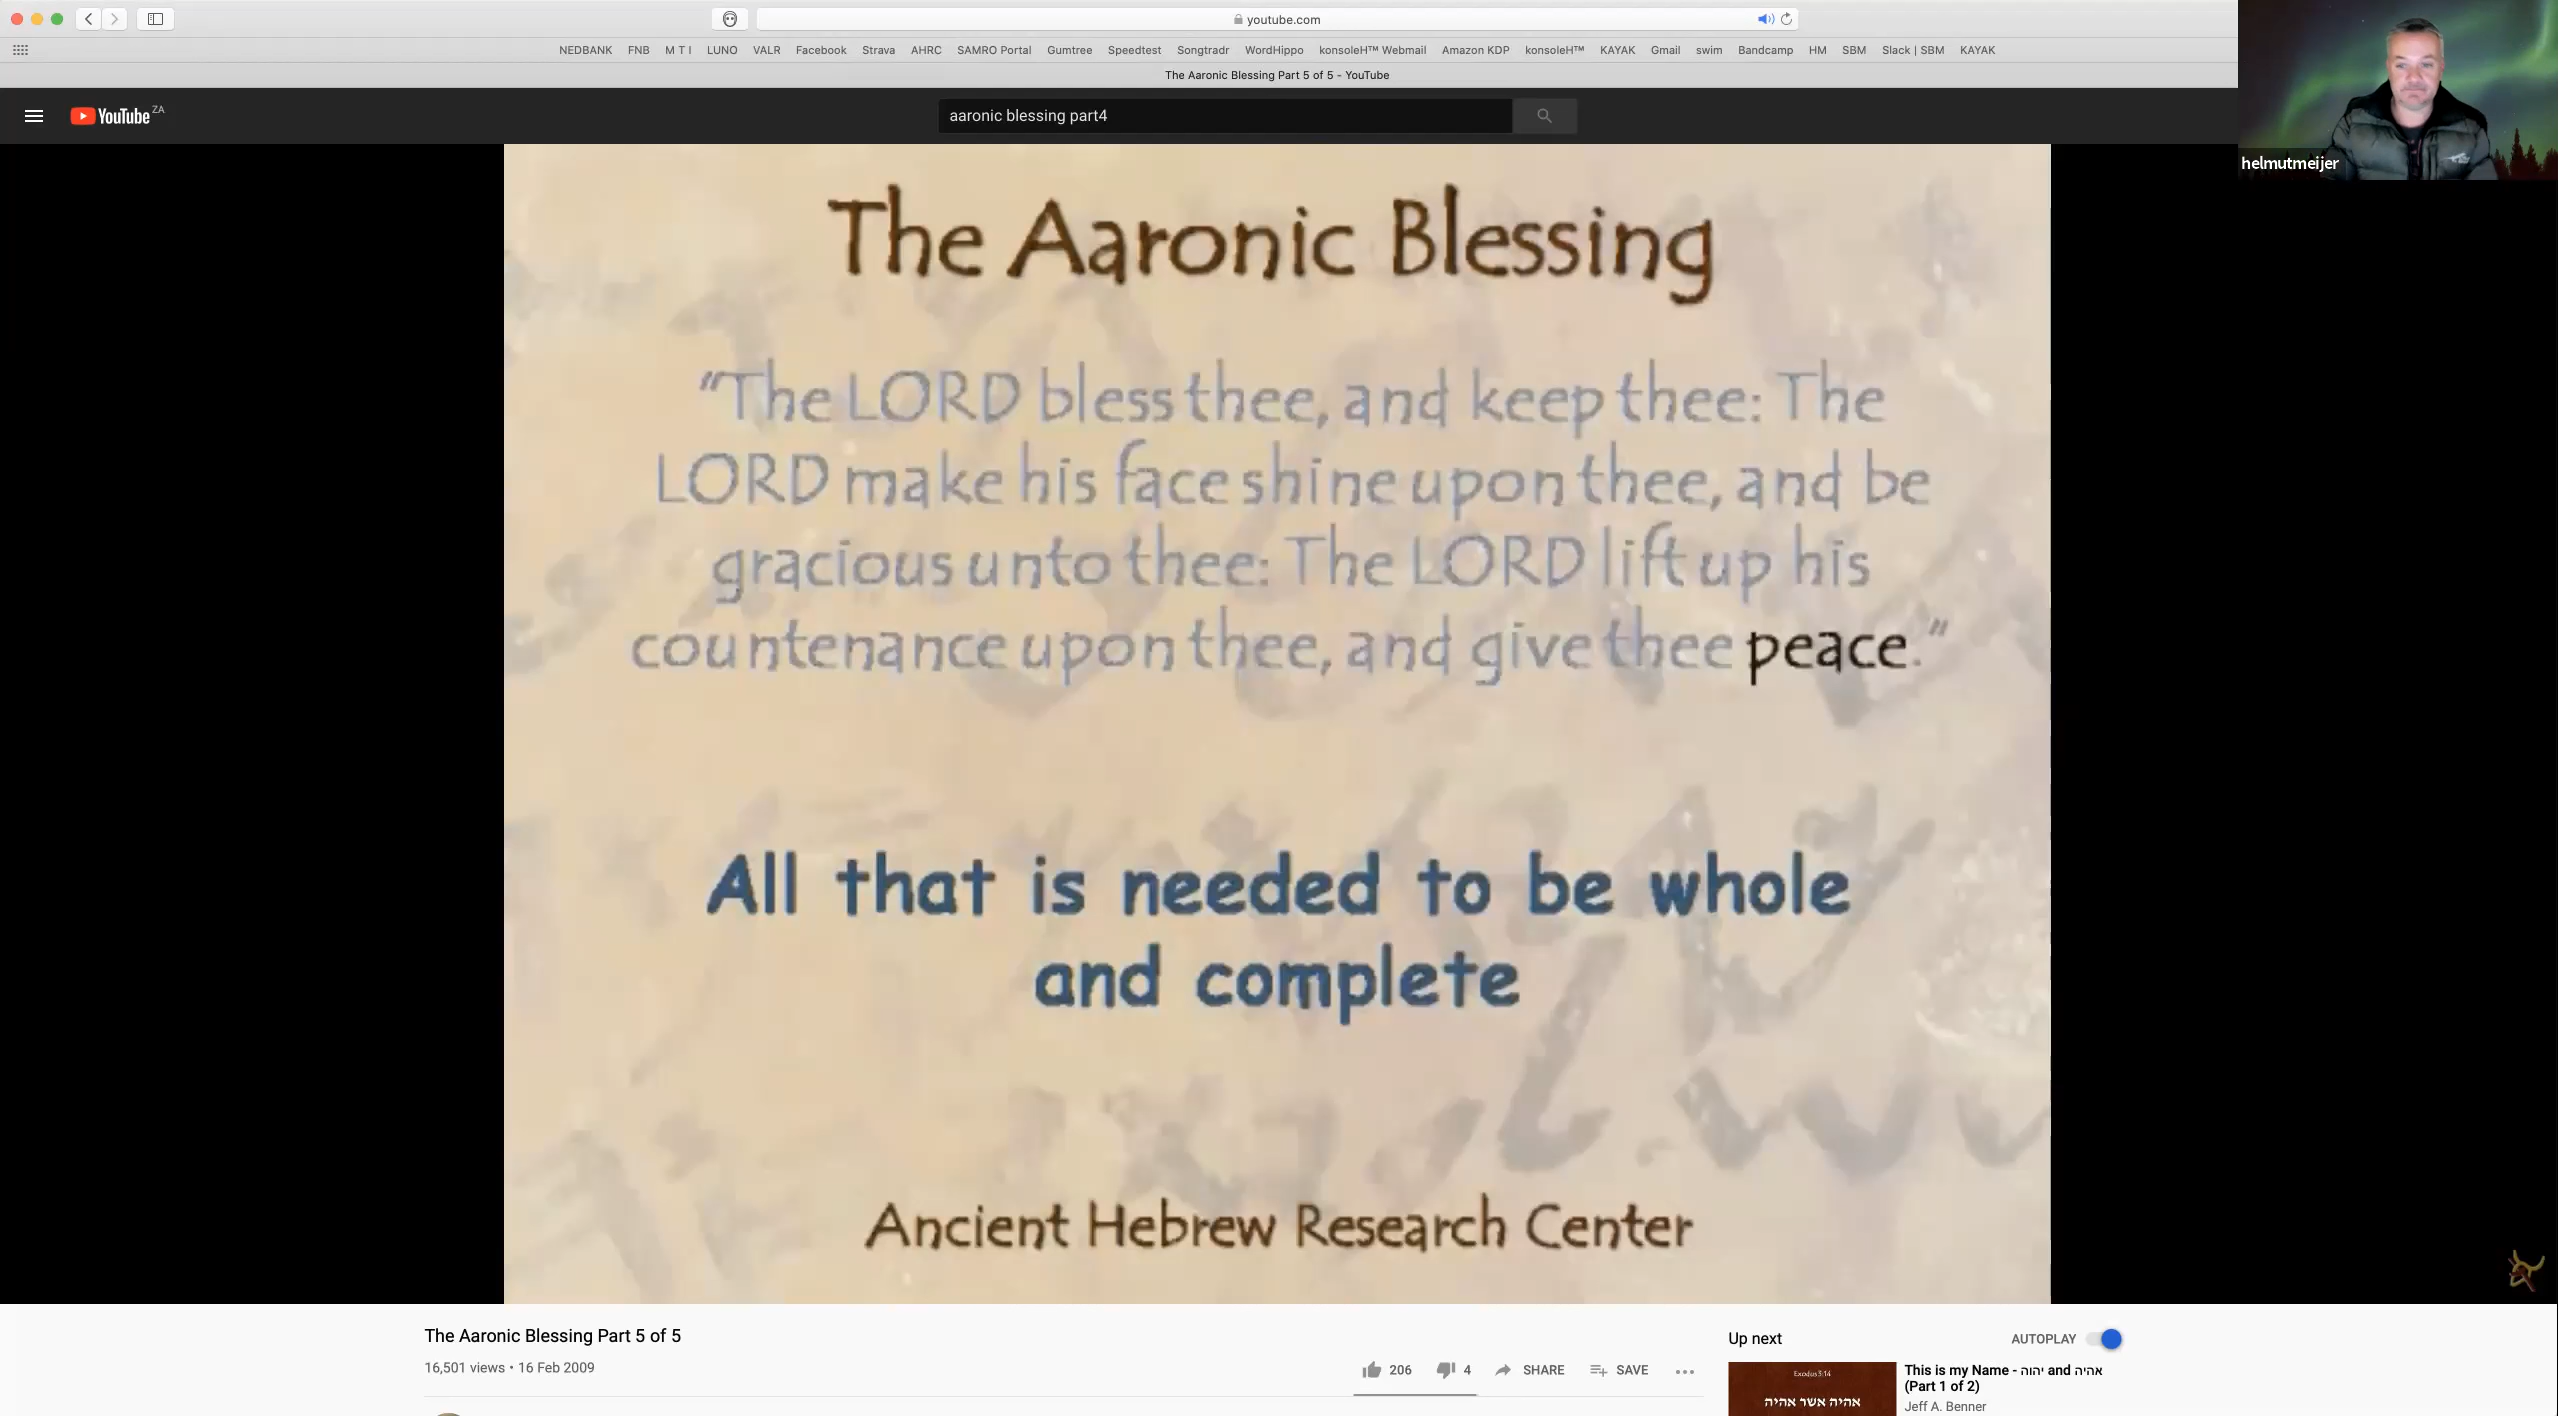 youtube.com
NEDBANK FNB M T I LUNO VALR Facebook Strava AHRC SAMRO Portal Gumtree Speedtest Songtradr WordHippo konsoleH™ Webmail Amazon KDP konsoleH™ KAYAK Gmail swim Bandcamp HM SBM Slack | SBM KAYAK
The Aaronic Blessing Part 5 of 5 - YouTube
YouTube ZA
aaronic blessing part4
helmutmeijer
The Aaronic Blessing
"The LORD bless thee, and keep thee: The
LORD make his face shine upon thee, and be
gracious unto thee: The LORD lift up his
countenance upon thee, and give thee peace."
All that is needed to be whole
and complete
Ancient Hebrew Research Center
The Aaronic Blessing Part 5 of 5
16,501 views • 16 Feb 2009
206 4 SHARE SAVE
Up next AUTOPLAY
Exodus 3:14
אהיה אשר אהיה
This is my Name - יהוה and אהיה
(Part 1 of 2)
Jeff A. Benner